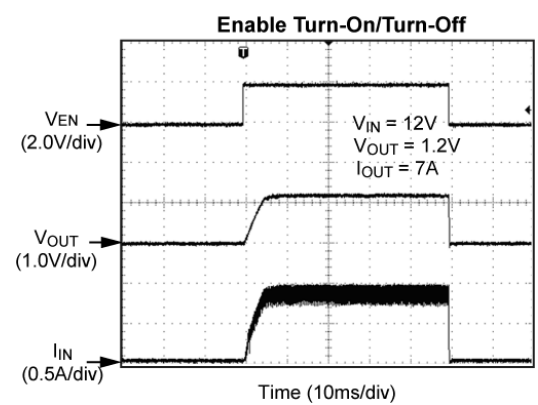 Enable Turn-On/Turn-Off
T
VEN
(2.0V/div)
VIN = 12V
VOUT = 1.2V
IOUT = 7A
VOUT
(1.0V/div)
IIN
(0.5A/div)
Time (10ms/div)